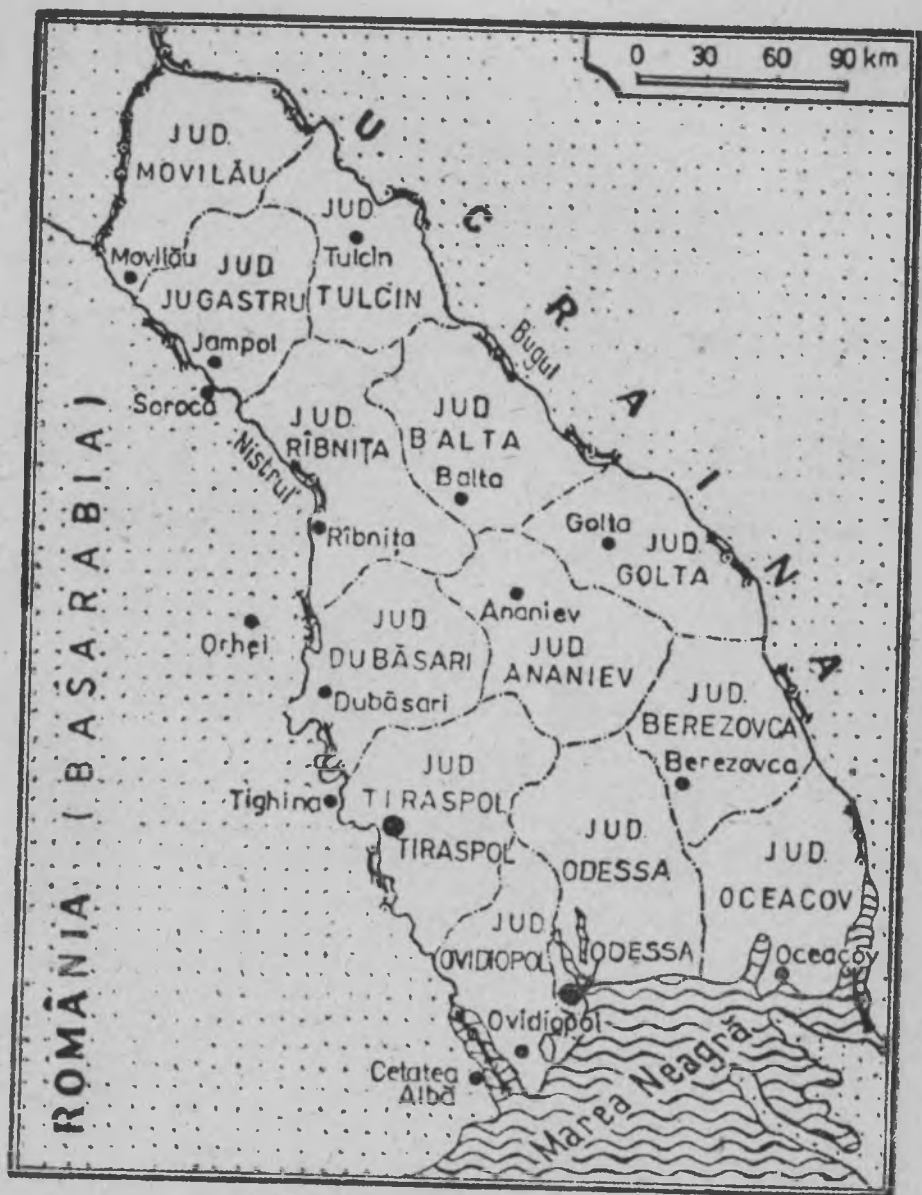 0 30 60 90 km
UCRAINA
JUD.
MOVILĂU
JUD.
Tulcin
TULCIN
Movilău
JUD.
JUGASTRU
Jampol
Soroca
Bugul
Nistrul
JUD.
RÎBNIȚA
JUD
BALTA
Balta
Rîbnița
Golta
JUD.
GOLTA
Orhei
JUD
DUBĂSARI
Dubăsari
Ananiev
JUD.
ANANIEV
JUD.
BEREZOVCA
Berezovca
Tighina
JUD
TIRASPOL
TIRASPOL
JUD.
ODESSA
JUD.
OCEACOV
JUD
OVIDIOPOL
ODESSA
Oceacov
Ovidiopol
Cetatea
Albă
Marea Neagră
ROMÂNIA (BASARABIA)